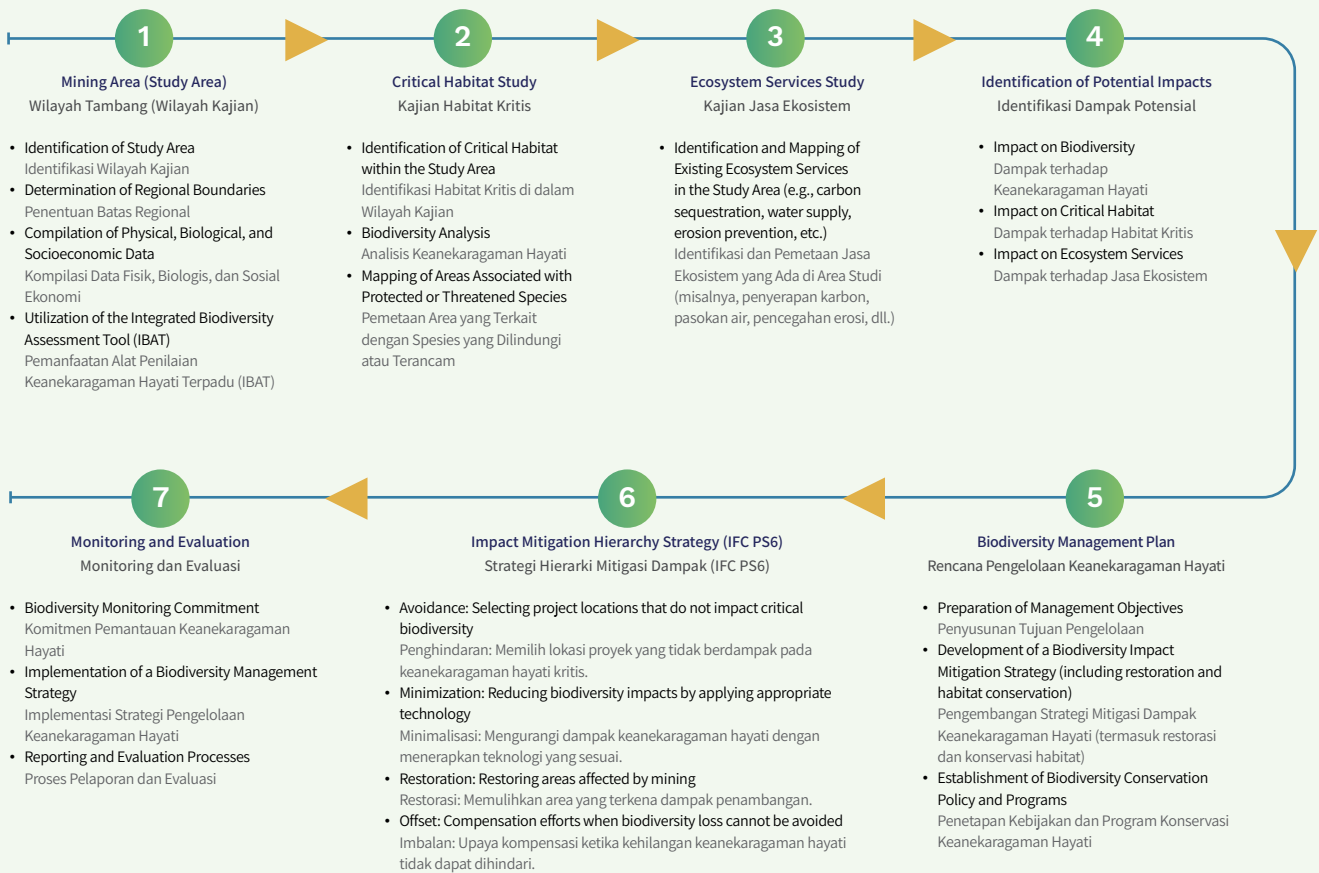 1
Mining Area (Study Area)
Wilayah Tambang (Wilayah Kajian)
• Identification of Study Area
Identifikasi Wilayah Kajian
• Determination of Regional Boundaries
Penentuan Batas Regional
• Compilation of Physical, Biological, and
Socioeconomic Data
Kompilasi Data Fisik, Biologis, dan Sosial
Ekonomi
• Utilization of the Integrated Biodiversity
Assessment Tool (IBAT)
Pemanfaatan Alat Penilaian
Keanekaragaman Hayati Terpadu (IBAT)
2
Critical Habitat Study
Kajian Habitat Kritis
• Identification of Critical Habitat
within the Study Area
Identifikasi Habitat Kritis di dalam
Wilayah Kajian
• Biodiversity Analysis
Analisis Keanekaragaman Hayati
• Mapping of Areas Associated with
Protected or Threatened Species
Pemetaan Area yang Terkait
dengan Spesies yang Dilindungi
atau Terancam
3
Ecosystem Services Study
Kajian Jasa Ekosistem
• Identification and Mapping of
Existing Ecosystem Services
in the Study Area (e.g., carbon
sequestration, water supply,
erosion prevention, etc.)
Identifikasi dan Pemetaan Jasa
Ekosistem yang Ada di Area Studi
(misalnya, penyerapan karbon,
pasokan air, pencegahan erosi, dll.)
4
Identification of Potential Impacts
Identifikasi Dampak Potensial
• Impact on Biodiversity
Dampak terhadap
Keanekaragaman Hayati
• Impact on Critical Habitat
Dampak terhadap Habitat Kritis
• Impact on Ecosystem Services
Dampak terhadap Jasa Ekosistem
5
Biodiversity Management Plan
Rencana Pengelolaan Keanekaragaman Hayati
• Preparation of Management Objectives
Penyusunan Tujuan Pengelolaan
• Development of a Biodiversity Impact
Mitigation Strategy (including restoration and
habitat conservation)
Pengembangan Strategi Mitigasi Dampak
Keanekaragaman Hayati (termasuk restorasi
dan konservasi habitat)
• Establishment of Biodiversity Conservation
Policy and Programs
Penetapan Kebijakan dan Program Konservasi
Keanekaragaman Hayati
6
Impact Mitigation Hierarchy Strategy (IFC PS6)
Strategi Hierarki Mitigasi Dampak (IFC PS6)
• Avoidance: Selecting project locations that do not impact critical
biodiversity
Penghindaran: Memilih lokasi proyek yang tidak berdampak pada
keanekaragaman hayati kritis.
• Minimization: Reducing biodiversity impacts by applying appropriate
technology
Minimalisasi: Mengurangi dampak keanekaragaman hayati dengan
menerapkan teknologi yang sesuai.
• Restoration: Restoring areas affected by mining
Restorasi: Memulihkan area yang terkena dampak penambangan.
• Offset: Compensation efforts when biodiversity loss cannot be avoided
Imbalan: Upaya kompensasi ketika kehilangan keanekaragaman hayati
tidak dapat dihindari.
7
Monitoring and Evaluation
Monitoring dan Evaluasi
• Biodiversity Monitoring Commitment
Komitmen Pemantauan Keanekaragaman
Hayati
• Implementation of a Biodiversity Management
Strategy
Implementasi Strategi Pengelolaan
Keanekaragaman Hayati
• Reporting and Evaluation Processes
Proses Pelaporan dan Evaluasi